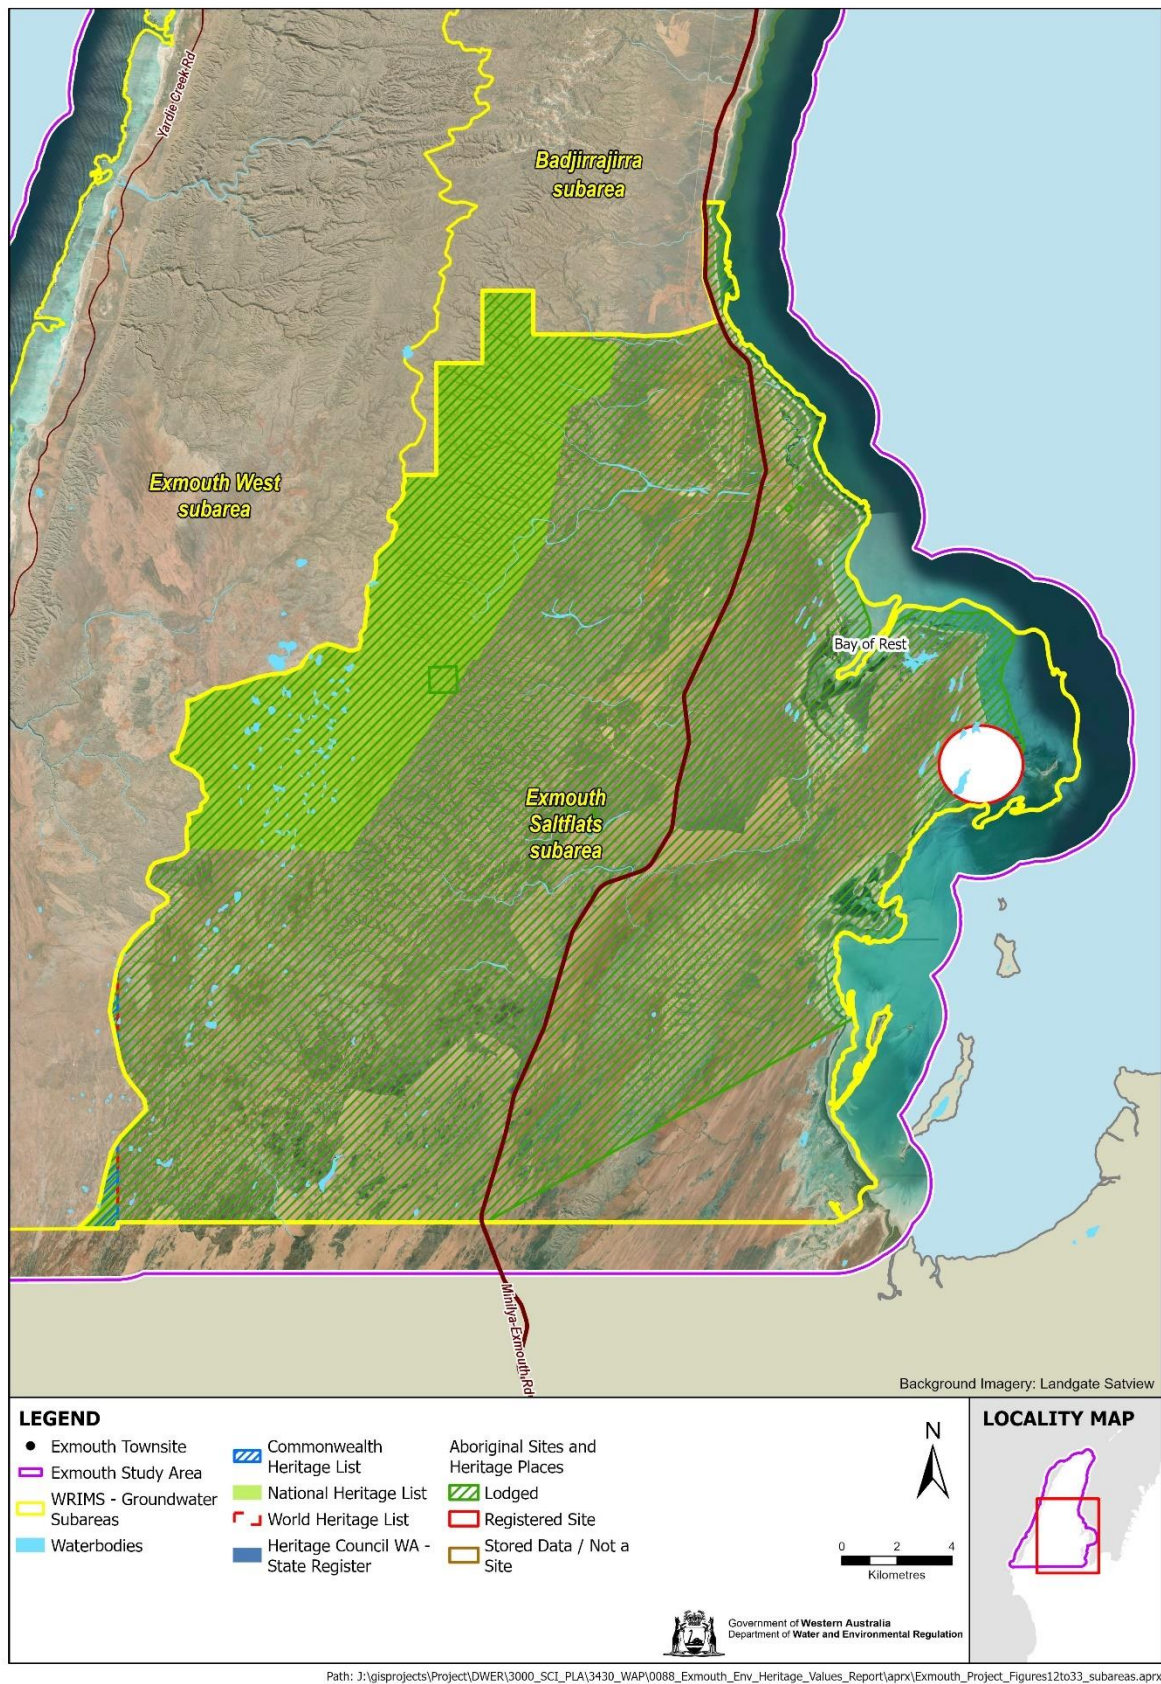 Yardie Creek Rd
Badjirrajirra
subarea
Exmouth West
subarea
Bay of Rest
Exmouth
Saltflats
subarea
Minilya-Exmouth Rd
Background Imagery: Landgate Satview
LEGEND
Exmouth Townsite
Exmouth Study Area
WRIMS - Groundwater
Subareas
Waterbodies
Commonwealth
Heritage List
National Heritage List
World Heritage List
Heritage Council WA -
State Register
Aboriginal Sites and
Heritage Places
Lodged
Registered Site
Stored Data / Not a
Site
N
0 2 4
Kilometres
Government of Western Australia
Department of Water and Environmental Regulation
LOCALITY MAP
Path: J:\gisprojects\Project\DWER\3000_SCI_PLA\3430_WAP\0088_Exmouth_Env_Heritage_Values_Report\aprx\Exmouth_Project_Figures12to33_subareas.aprx